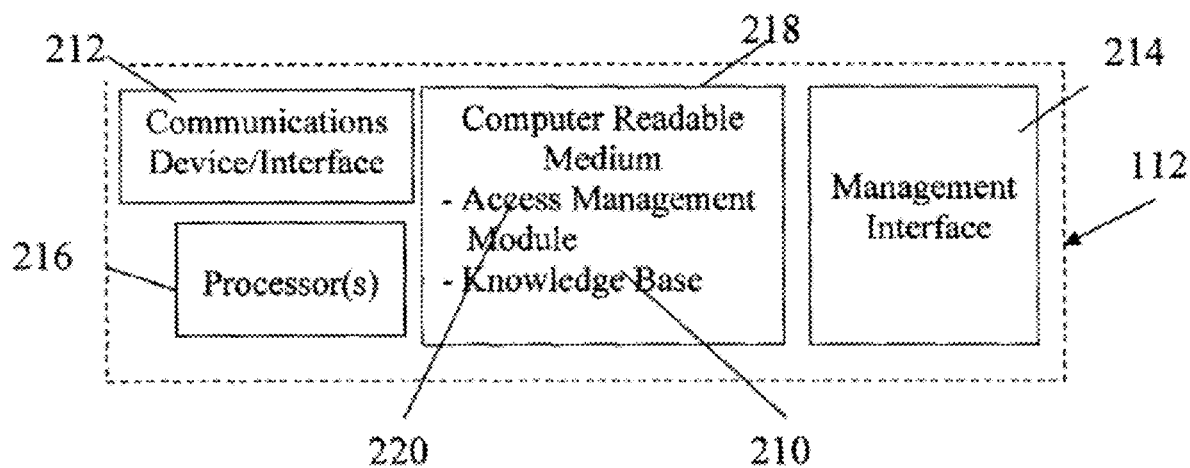 218
212
214
Communications
Device/Interface
Computer Readable
Medium
- Access Management
Module
- Knowledge Base
Management
Interface
112
216
Processor(s)
220
210